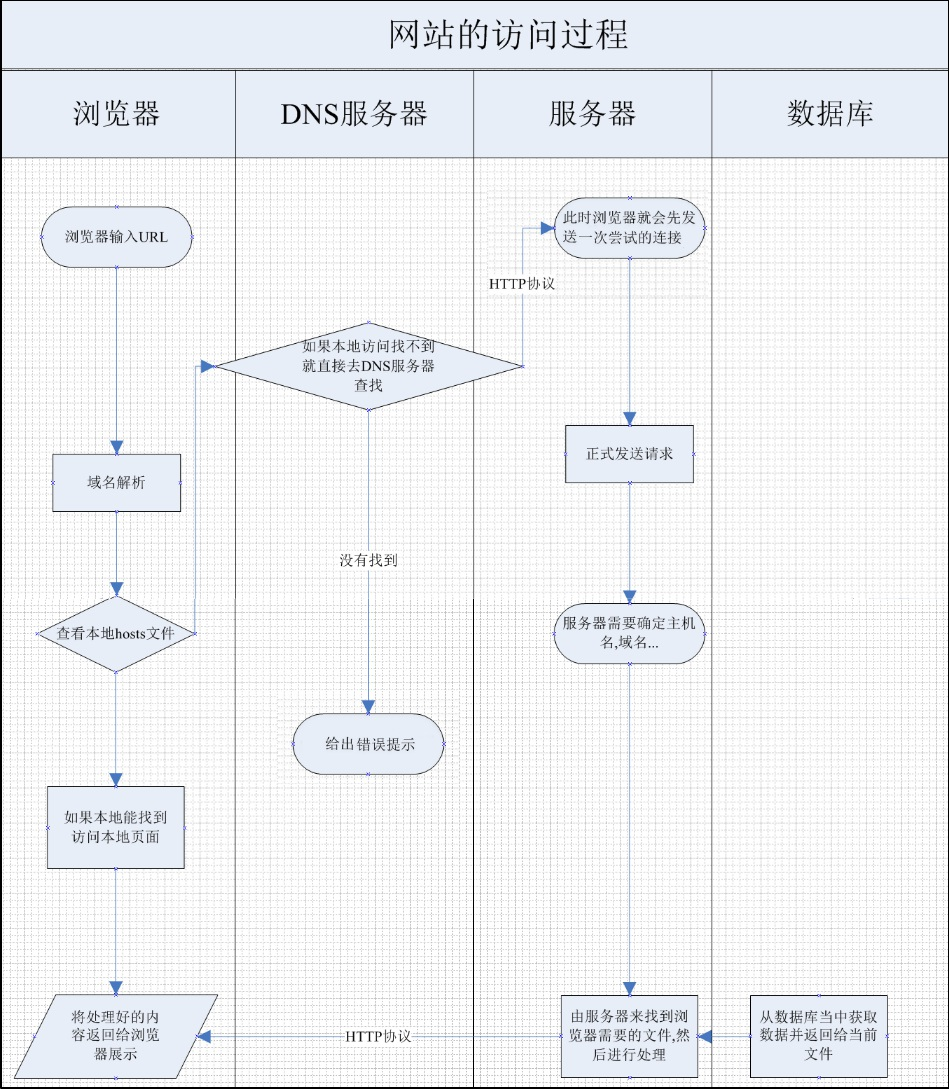 网站的访问过程
浏览器
DNS服务器
服务器
数据库
浏览器输入URL
域名解析
查看本地hosts文件
如果本地能找到
访问本地页面
将处理好的内
容返回给浏览
器展示
如果本地访问找不到
就直接去DNS服务器
查找
没有找到
给出错误提示
HTTP协议
此时浏览器就会先发
送一次尝试的连接
正式发送请求
服务器需要确定主机
名,域名...
由服务器来找到浏
览器需要的文件,然
后进行处理
HTTP协议
从数据库当中获取
数据并返回给当前
文件